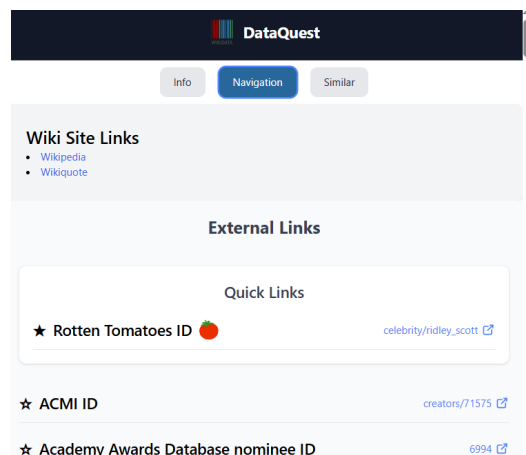 WIKIDATA
DataQuest
Info
Navigation
Similar
Wiki Site Links
• Wikipedia
• Wikiquote
External Links
Quick Links
★ Rotten Tomatoes ID 🍅 celebrity/ridley_scott
☆ ACMI ID creators/71575
☆ Academy Awards Database nominee ID 6994